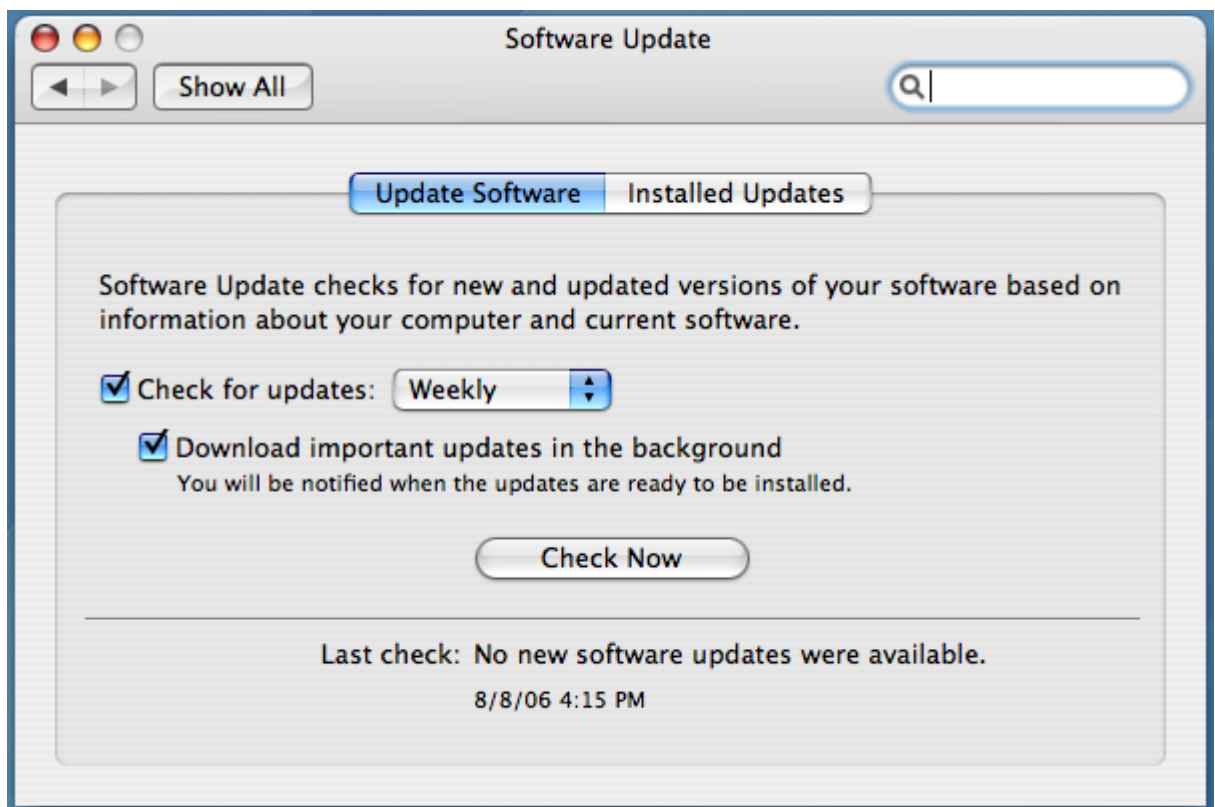 Software Update
Show All
Update Software Installed Updates
Software Update checks for new and updated versions of your software based on
information about your computer and current software.
Check for updates: Weekly
Download important updates in the background
You will be notified when the updates are ready to be installed.
Check Now
Last check: No new software updates were available.
8/8/06 4:15 PM